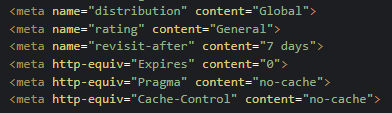 <meta name="distribution" content="Global">
<meta name="rating" content="General">
<meta name="revisit-after" content="7 days">
<meta http-equiv="Expires" content="0">
<meta http-equiv="Pragma" content="no-cache">
<meta http-equiv="Cache-Control" content="no-cache">